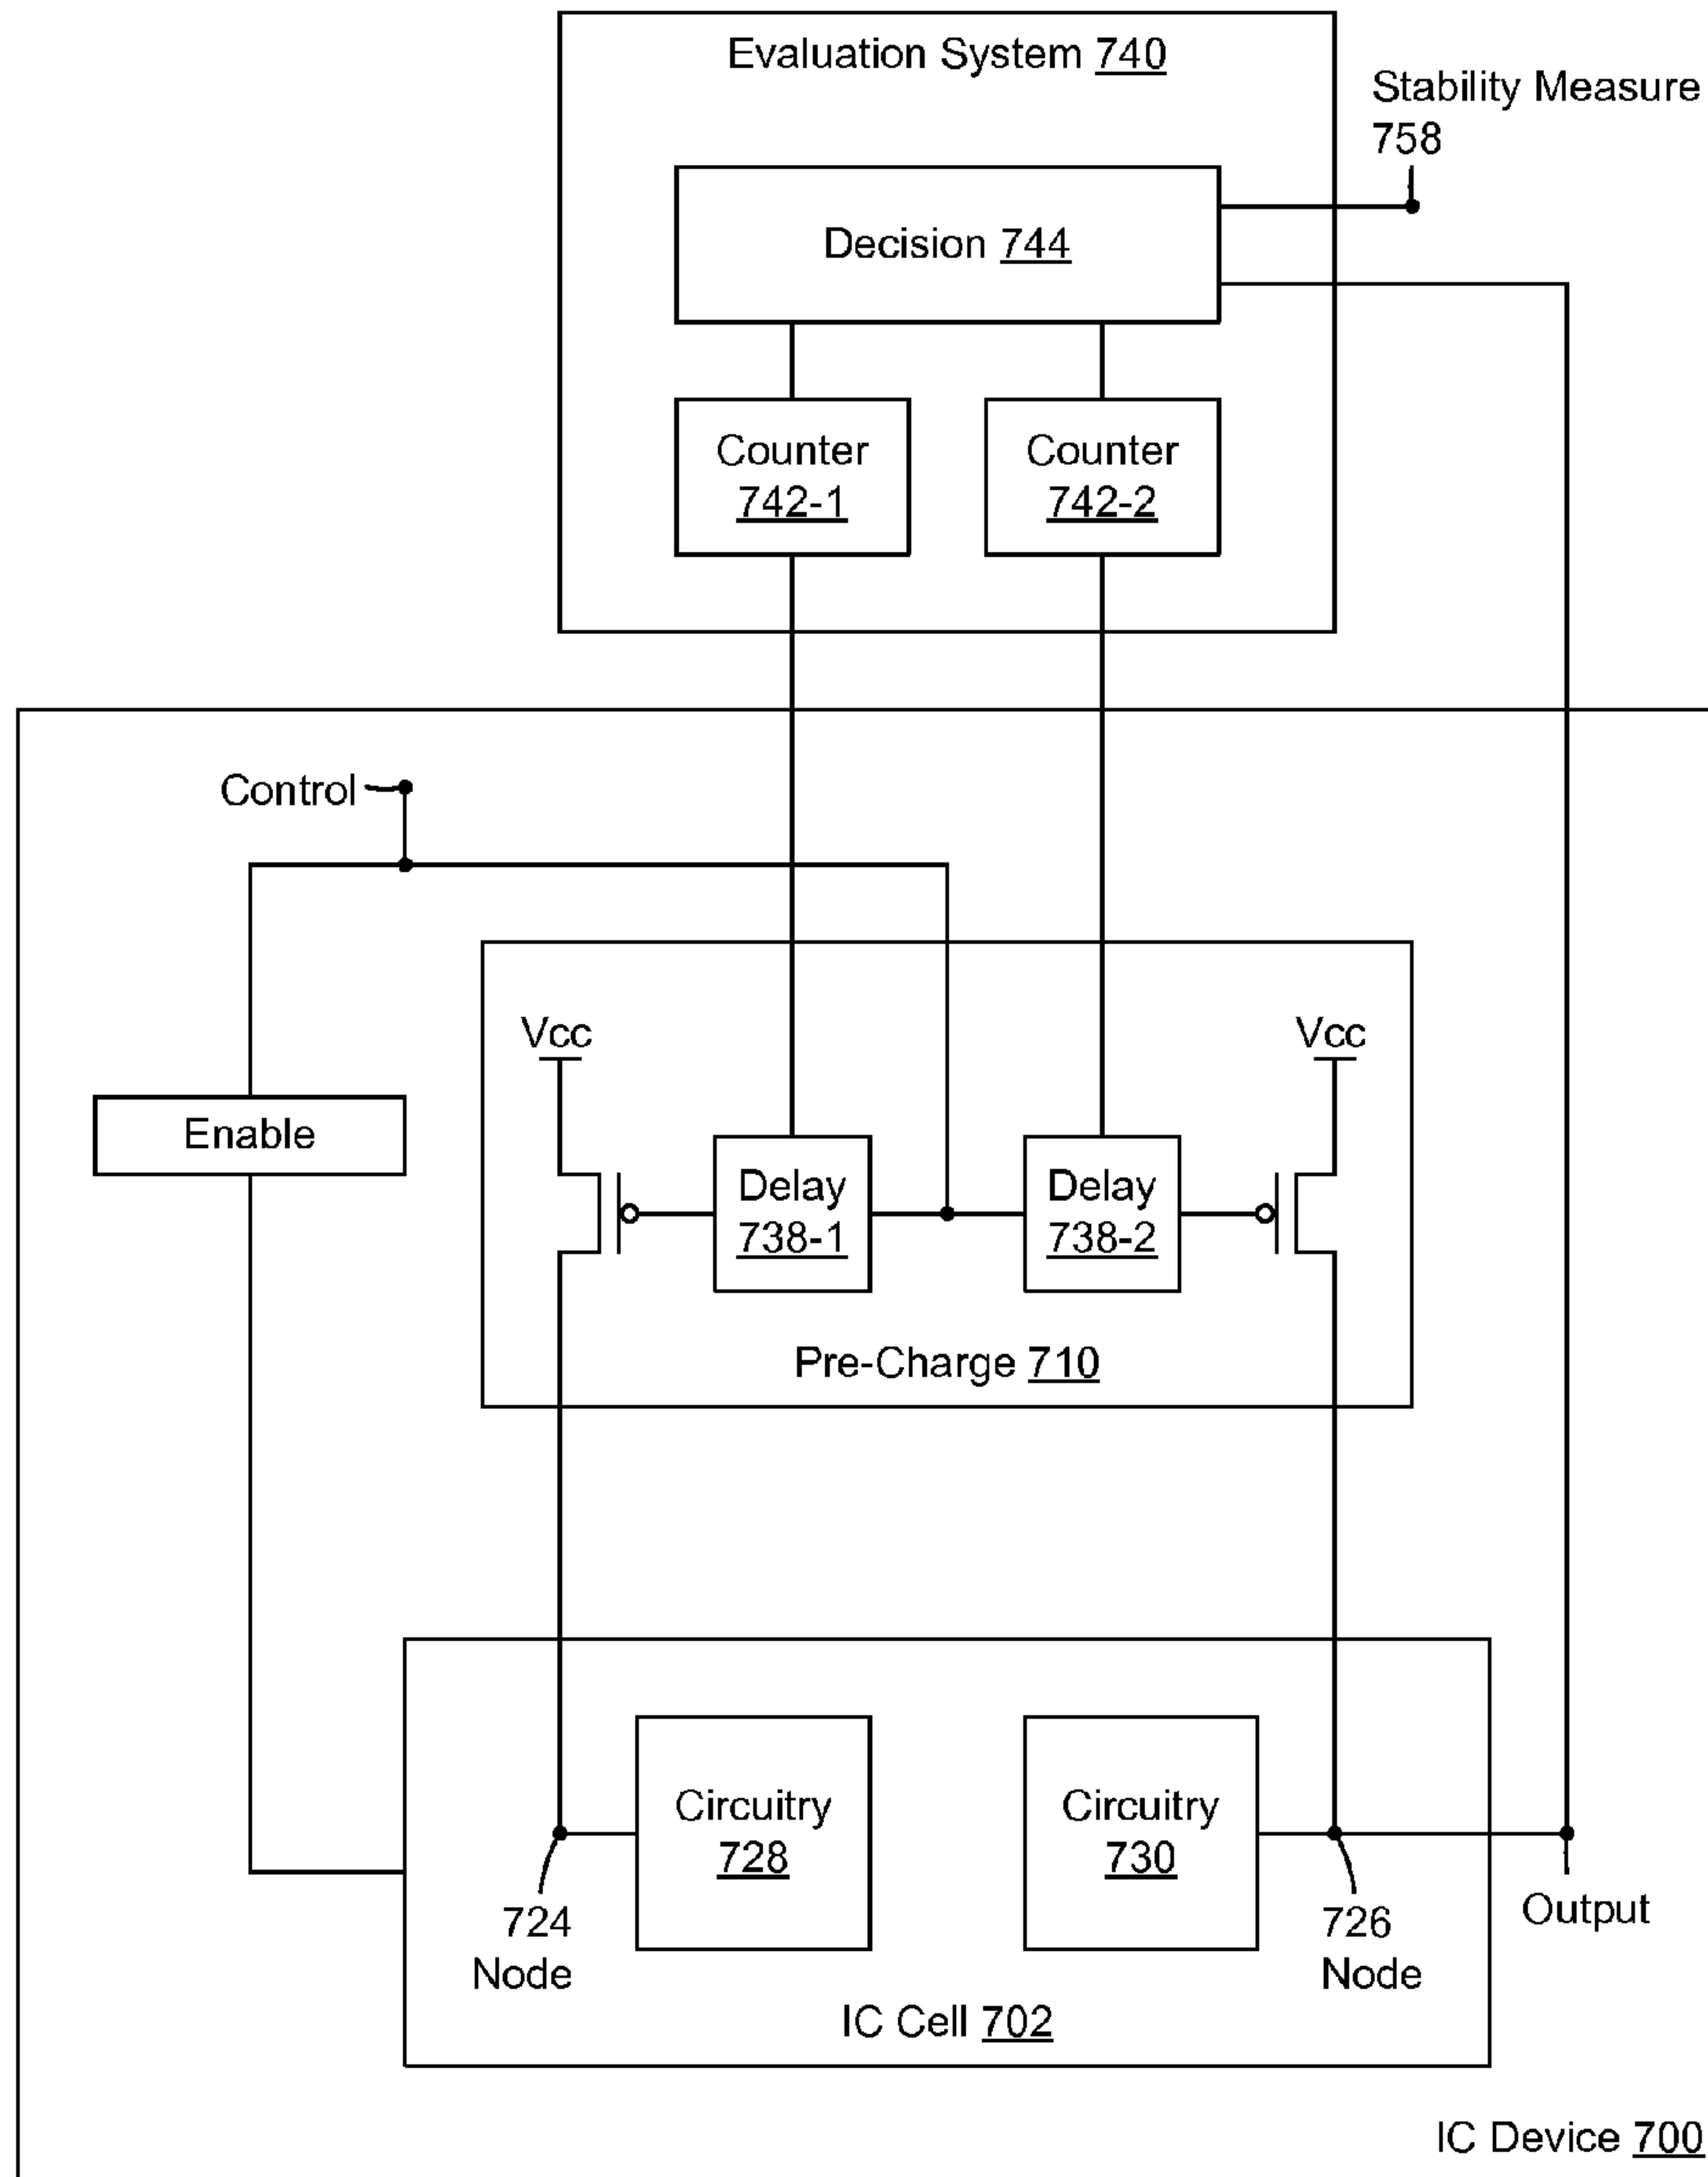 Evaluation System 740
Stability Measure
758
Decision 744
Counter
742-1
Counter
742-2
Control
Vcc
Vcc
Enable
Delay
738-1
Delay
738-2
Pre-Charge 710
Circuitry
728
Circuitry
730
724
Node
726
Node
Output
IC Cell 702
IC Device 700